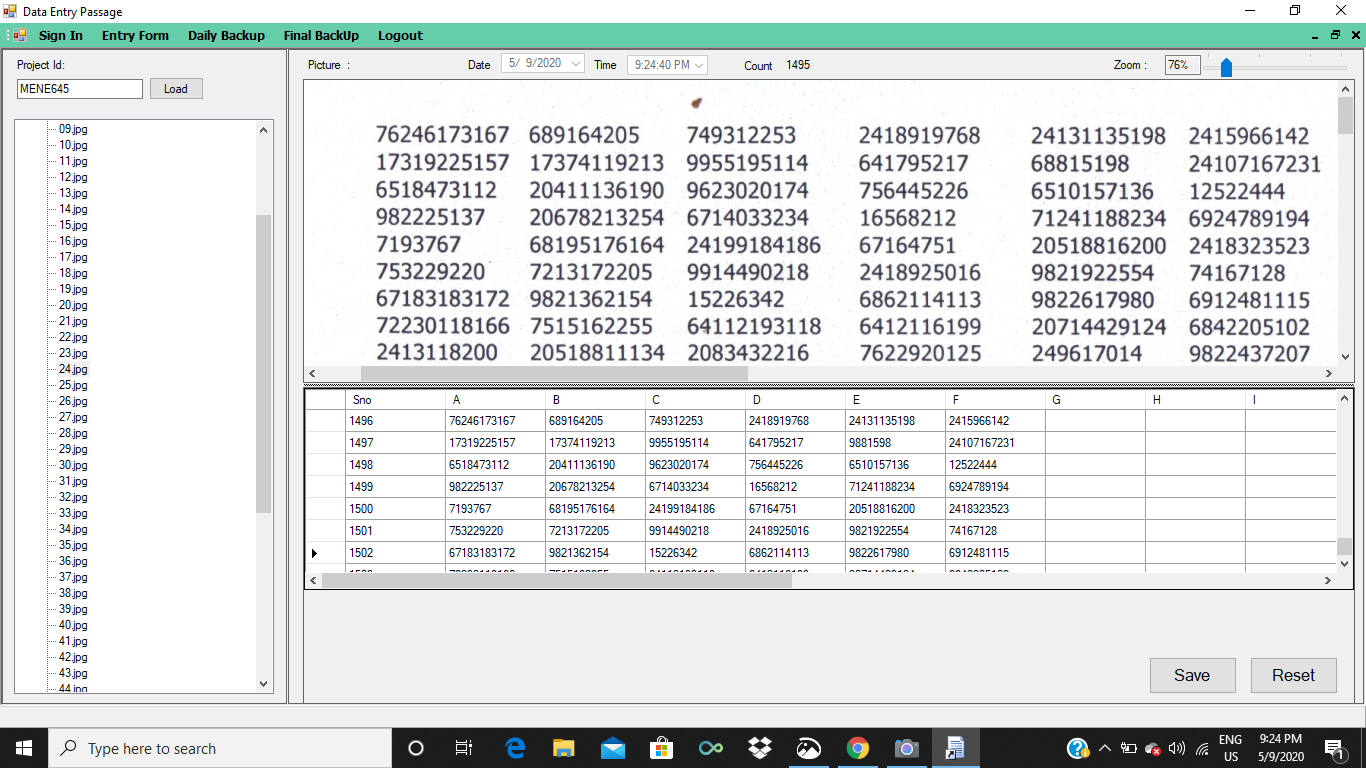 Data Entry Passage
Sign In Entry Form Daily Backup Final BackUp Logout
Project Id:
MENE645 Load
09.jpg
10.jpg
11.jpg
12.jpg
13.jpg
14.jpg
15.jpg
16.jpg
17.jpg
18.jpg
19.jpg
20.jpg
21.jpg
22.jpg
23.jpg
24.jpg
25.jpg
26.jpg
27.jpg
28.jpg
29.jpg
30.jpg
31.jpg
32.jpg
33.jpg
34.jpg
35.jpg
36.jpg
37.jpg
38.jpg
39.jpg
40.jpg
41.jpg
42.jpg
43.jpg
44.jpg
Picture : Date 5/ 9/2020 Time 9:24:40 PM Count 1495 Zoom : 76%
76246173167 689164205 749312253 2418919768 24131135198 2415966142
17319225157 17374119213 9955195114 641795217 68815198 24107167231
6518473112 20411136190 9623020174 756445226 6510157136 12522444
982225137 20678213254 6714033234 16568212 71241188234 6924789194
7193767 68195176164 24199184186 67164751 20518816200 2418323523
753229220 7213172205 9914490218 2418925016 9821922554 74167128
67183183172 9821362154 15226342 6862114113 9822617980 6912481115
72230118166 7515162255 64112193118 6412116199 20714429124 6842205102
2413118200 20518811134 2083432216 7622920125 249617014 9822437207
Sno A B C D E F G H I
1496 76246173167 689164205 749312253 2418919768 24131135198 2415966142
1497 17319225157 17374119213 9955195114 641795217 9881598 24107167231
1498 6518473112 20411136190 9623020174 756445226 6510157136 12522444
1499 982225137 20678213254 6714033234 16568212 71241188234 6924789194
1500 7193767 68195176164 24199184186 67164751 20518816200 2418323523
1501 753229220 7213172205 9914490218 2418925016 9821922554 74167128
1502 67183183172 9821362154 15226342 6862114113 9822617980 6912481115
Save Reset
Type here to search
ENG
US
9:24 PM
5/9/2020
1